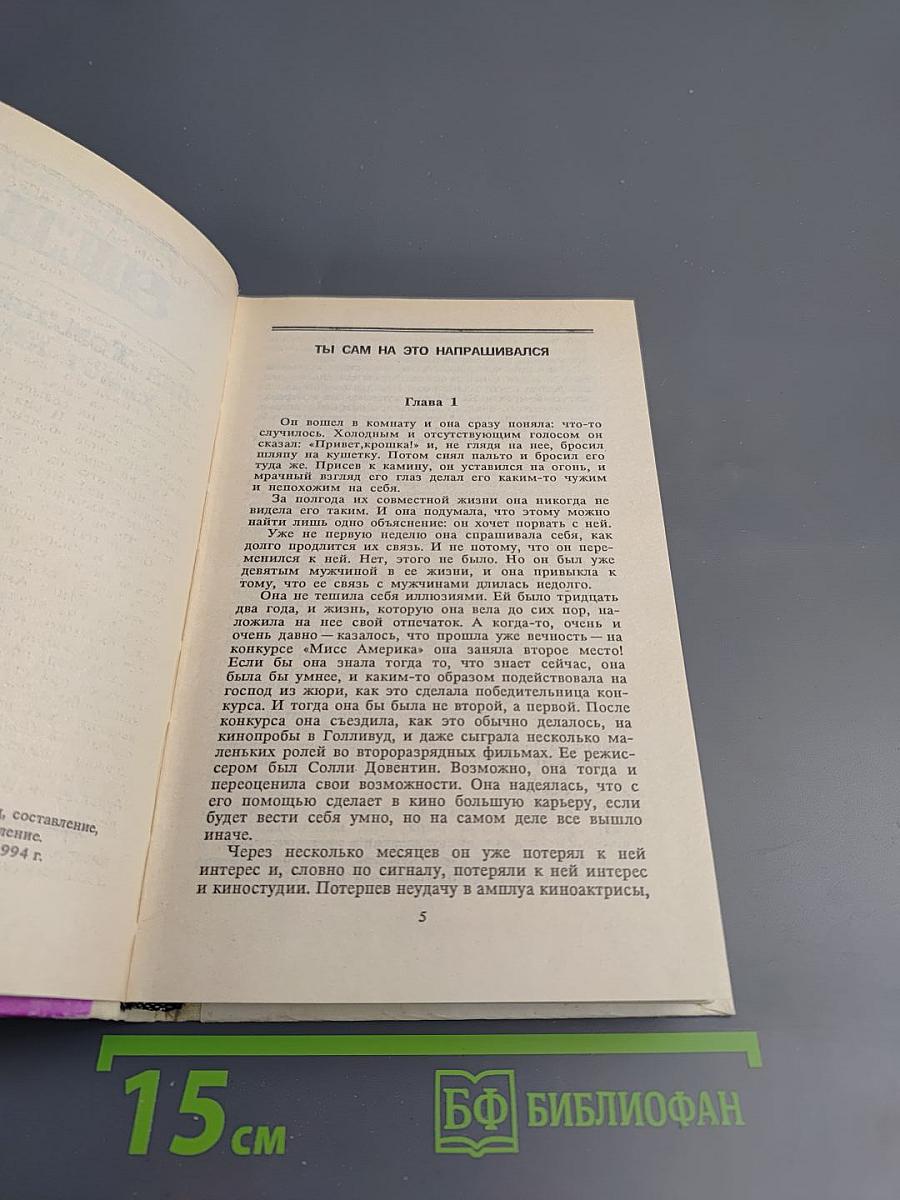 , составление,
ление.
994 г.
ТЫ САМ НА ЭТО НАПРАШИВАЛСЯ
Глава 1
Он вошел в комнату и она сразу поняла: что-то
случилось. Холодным и отсутствующим голосом он
сказал: «Привет,крошка!» и, не глядя на нее, бросил
шляпу на кушетку. Потом снял пальто и бросил его
туда же. Присев к камину, он уставился на огонь, и
мрачный взгляд его глаз делал его каким-то чужим
и непохожим на себя.
За полгода их совместной жизни она никогда не
видела его таким. И она подумала, что этому можно
найти лишь одно объяснение: он хочет порвать с ней.
Уже не первую неделю она спрашивала себя, как
долго продлится их связь. И не потому, что он пере-
менился к ней. Нет, этого не было. Но он был уже
девятым мужчиной в ее жизни, и она привыкла к
тому, что ее связь с мужчинами длилась недолго.
Она не тешила себя иллюзиями. Ей было тридцать
два года, и жизнь, которую она вела до сих пор, на-
ложила на нее свой отпечаток. А когда-то, очень и
очень давно — казалось, что прошла уже вечность — на
конкурсе «Мисс Америка» она заняла второе место!
Если бы она знала тогда то, что знает сейчас, она
была бы умнее, и каким-то образом подействовала на
господ из жюри, как это сделала победительница кон-
курса. И тогда она бы была не второй, а первой. После
конкурса она съездила, как это обычно делалось, на
кинопробы в Голливуд, и даже сыграла несколько ма-
леньких ролей во второразрядных фильмах. Ее режис-
сером был Солли Довентин. Возможно, она тогда и
переоценила свои возможности. Она надеялась, что с
его помощью сделает в кино большую карьеру, если
будет вести себя умно, но на самом деле все вышло
иначе.
Через несколько месяцев он уже потерял к ней
интерес и, словно по сигналу, потеряли к ней интерес
и киностудии. Потерпев неудачу в амплуа киноактрисы,
5
15 см
БФ БИБЛИОФАН